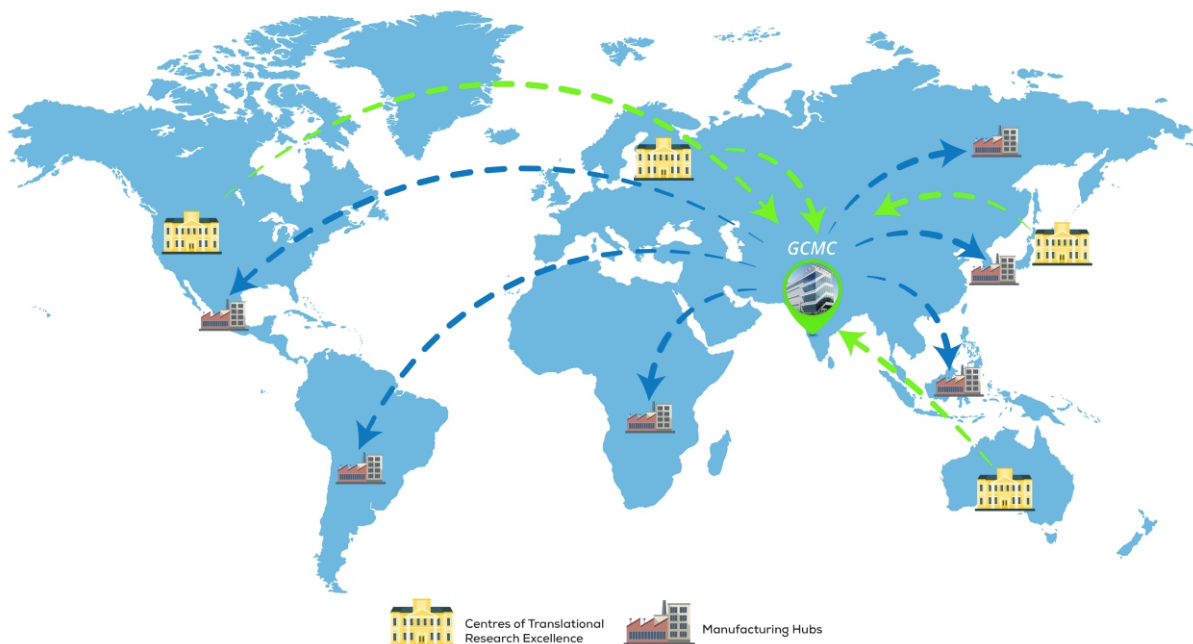 GCMC
Centres of Translational
Research Excellence
Manufacturing Hubs